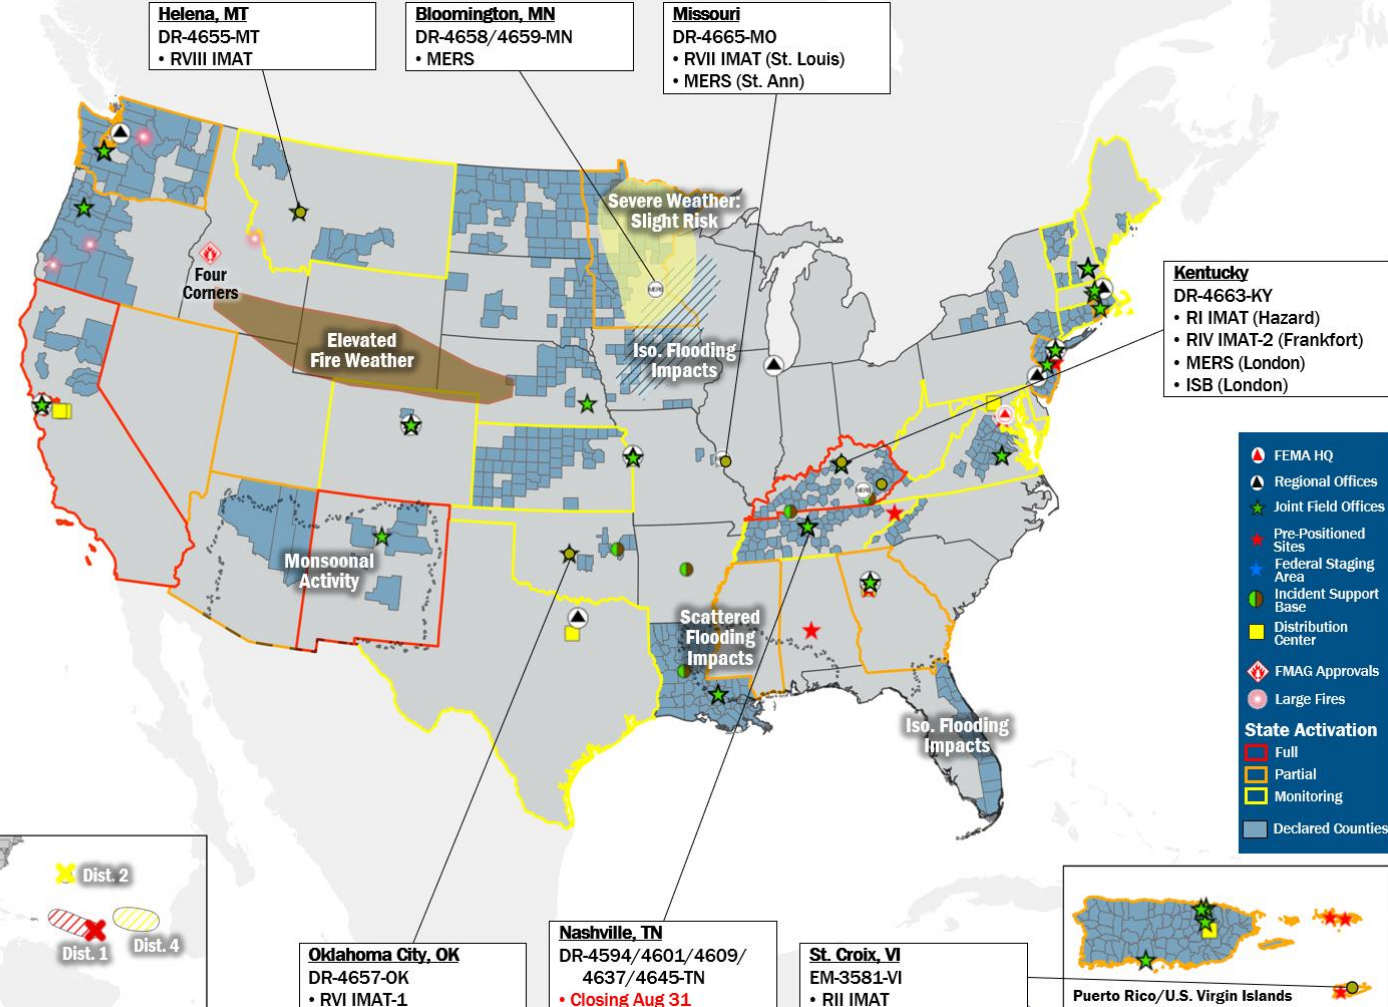 Helena, MT
DR-4655-MT
• RVIII IMAT
Bloomington, MN
DR-4658/4659-MN
• MERS
Missouri
DR-4665-MO
• RVII IMAT (St. Louis)
• MERS (St. Ann)
Severe Weather:
Slight Risk
MERS
Four
Corners
Elevated
Fire Weather
Iso. Flooding
Impacts
Kentucky
DR-4663-KY
• RI IMAT (Hazard)
• RIV IMAT-2 (Frankfort)
• MERS (London)
• ISB (London)
MERS
Monsoonal
Activity
Scattered
Flooding
Impacts
Iso. Flooding
Impacts
FEMA HQ
Regional Offices
Joint Field Offices
Pre-Positioned
Sites
Federal Staging
Area
Incident Support
Base
Distribution
Center
FMAG Approvals
Large Fires
State Activation
Full
Partial
Monitoring
Declared Counties
Dist. 2
Dist. 1
Dist. 4
Oklahoma City, OK
DR-4657-OK
• RVI IMAT-1
Nashville, TN
DR-4594/4601/4609/
4637/4645-TN
• Closing Aug 31
St. Croix, VI
EM-3581-VI
• RII IMAT
Puerto Rico/U.S. Virgin Islands